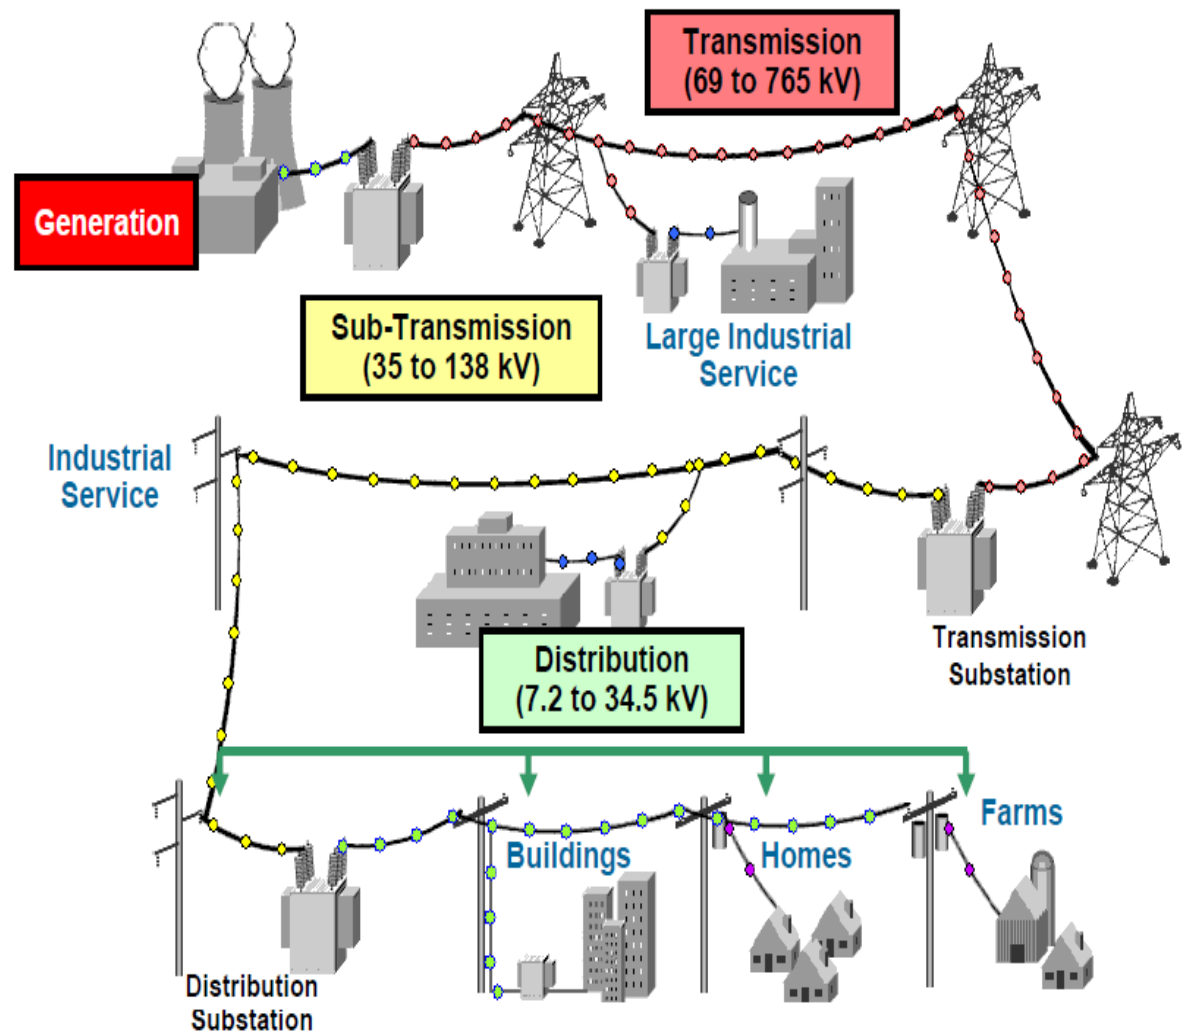 Transmission
(69 to 765 kV)
Generation
Sub-Transmission
(35 to 138 kV)
Large Industrial
Service
Industrial
Service
Distribution
(7.2 to 34.5 kV)
Transmission
Substation
Farms
Buildings
Homes
Distribution
Substation